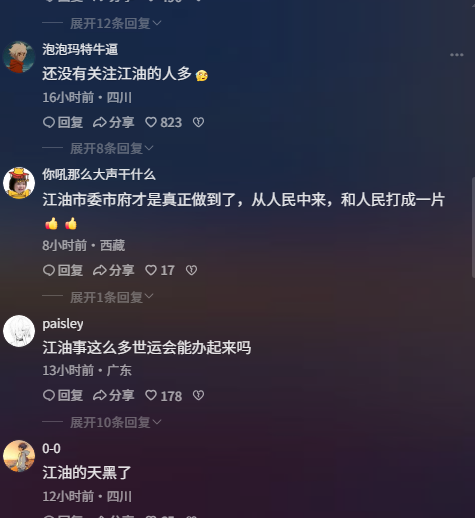 展开12条回复
泡泡玛特牛逼
还没有关注江油的人多
16小时前·四川
回复 分享 823
展开8条回复
你吼那么大声干什么
江油市委市府才是真正做到了，从人民中来，和人民打成一片
👍👍
8小时前·西藏
回复 分享 17
展开1条回复
paisley
江油事这么多世运会能办起来吗
13小时前·广东
回复 分享 178
展开10条回复
0-0
江油的天黑了
12小时前·四川